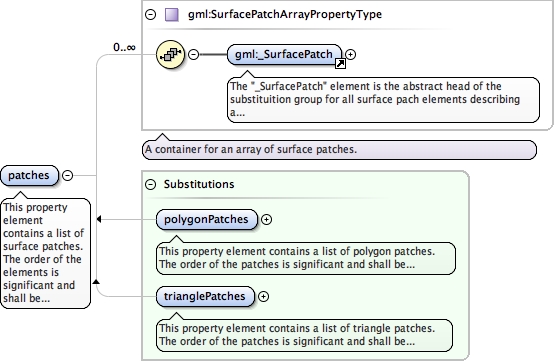 gml:SurfacePatchArrayPropertyType
0..∞
gml:_SurfacePatch
The "_SurfacePatch" element is the abstract head of the
substituition group for all surface pach elements describing
a...
A container for an array of surface patches.
patches
This property
element
contains a list of
surface patches.
The order of the
elements is
significant and
shall be...
Substitutions
polygonPatches
This property element contains a list of polygon patches.
The order of the patches is significant and shall be...
trianglePatches
This property element contains a list of triangle patches.
The order of the patches is significant and shall be...